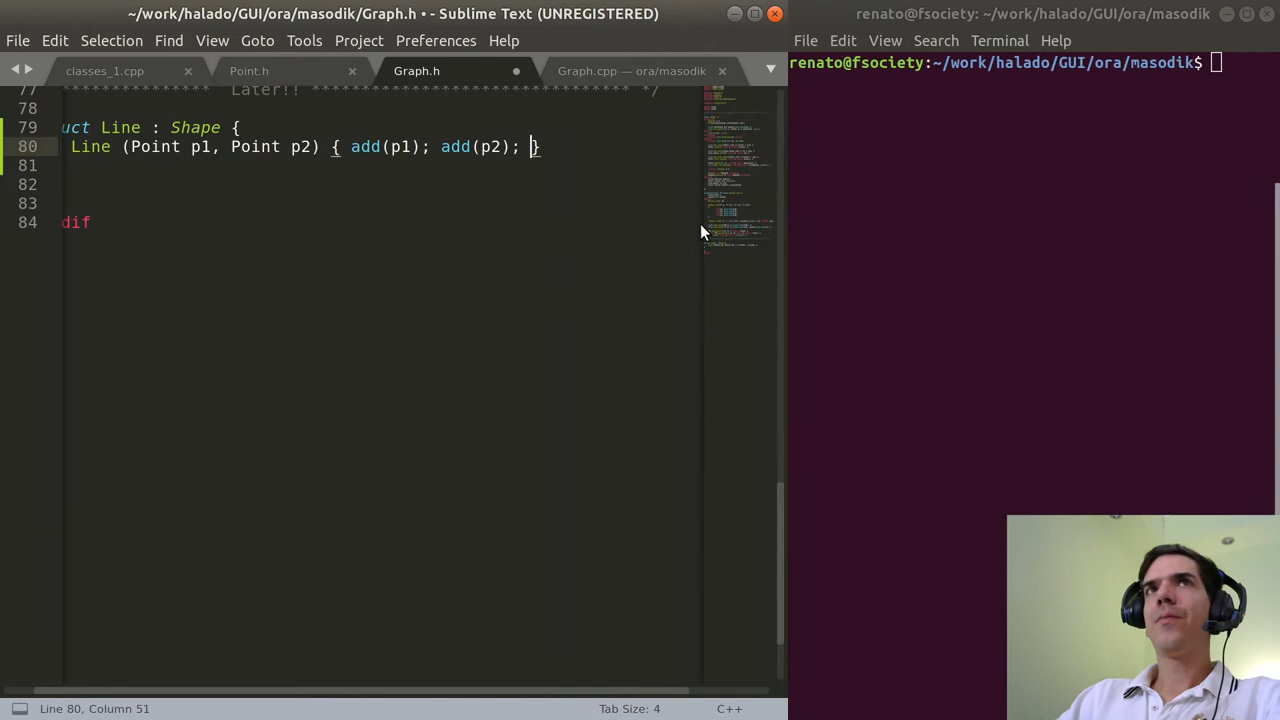 ~/work/halado/GUI/ora/masodik/Graph.h • - Sublime Text (UNREGISTERED)
File Edit Selection Find View Goto Tools Project Preferences Help
classes_1.cpp × Point.h × Graph.h • Graph.cpp — ora/masodik ×
77 *************** Later!! ****************************** * /
78
79 uct Line : Shape {
80 Line (Point p1, Point p2) { add(p1); add(p2); }
81
82
83
84 dif
Line 80, Column 51 Tab Size: 4 C++
renato@fsociety: ~/work/halado/GUI/ora/masodik
File Edit View Search Terminal Help
renato@fsociety:~/work/halado/GUI/ora/masodik$